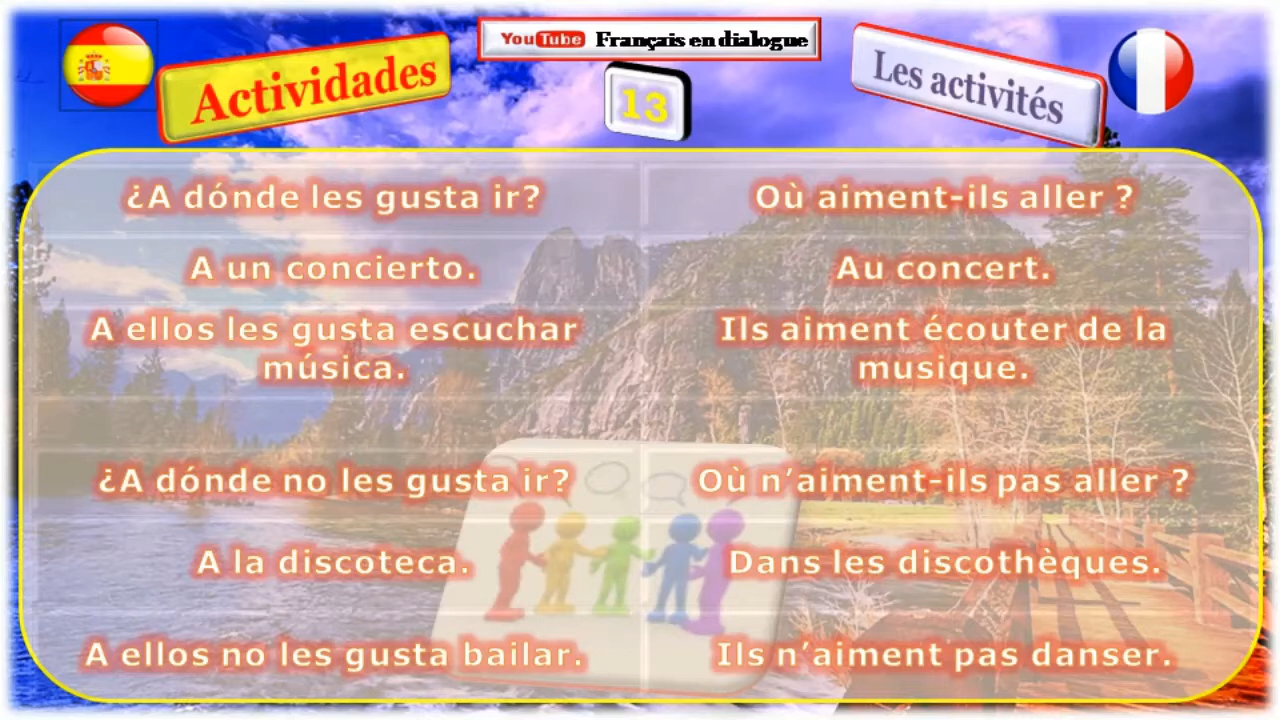 YouTube Français en dialogue
Actividades
13
Les activités
¿A dónde les gusta ir?
Où aiment-ils aller ?
A un concierto.
Au concert.
A ellos les gusta escuchar
música.
Ils aiment écouter de la
musique.
¿A dónde no les gusta ir?
Où n’aiment-ils pas aller ?
A la discoteca.
Dans les discothèques.
A ellos no les gusta bailar.
Ils n’aiment pas danser.